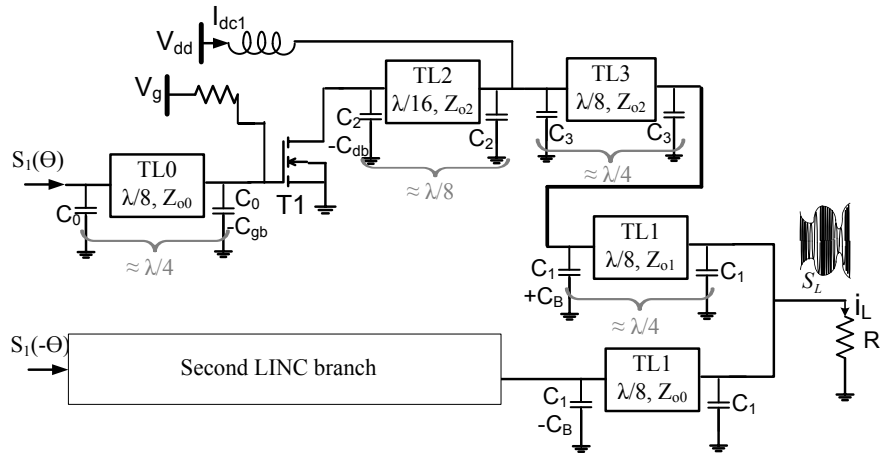 I_dc1
V_dd
V_g
TL2
λ/16, Z_o2
TL3
λ/8, Z_o2
C_2
-C_db
C_2
C_3
C_3
≈ λ/8
≈ λ/4
S_1(Θ)
TL0
λ/8, Z_o0
T1
C_0
C_0
-C_gb
≈ λ/4
TL1
λ/8, Z_o1
C_1
+C_B
C_1
≈ λ/4
S_L
i_L
R
S_1(-Θ)
Second LINC branch
TL1
λ/8, Z_o0
C_1
-C_B
C_1